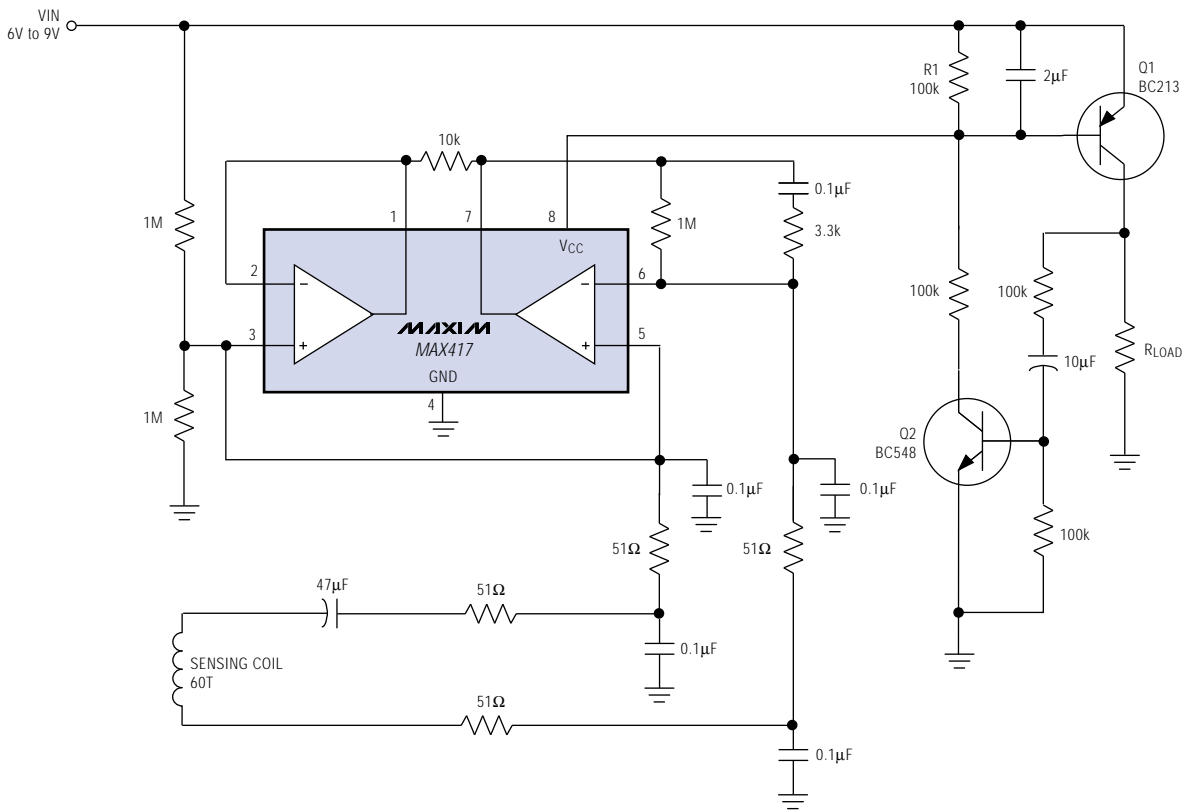 VIN
6V to 9V
R1
100k
2μF
Q1
BC213
10k
0.1μF
1M
1
7
8
1M
3.3k
VCC
2
6
−
−
100k
100k
MAXIM
MAX417
3
5
+
+
RLOAD
10μF
GND
4
1M
Q2
BC548
0.1μF
0.1μF
51Ω
51Ω
100k
47μF
51Ω
0.1μF
SENSING COIL
60T
51Ω
0.1μF